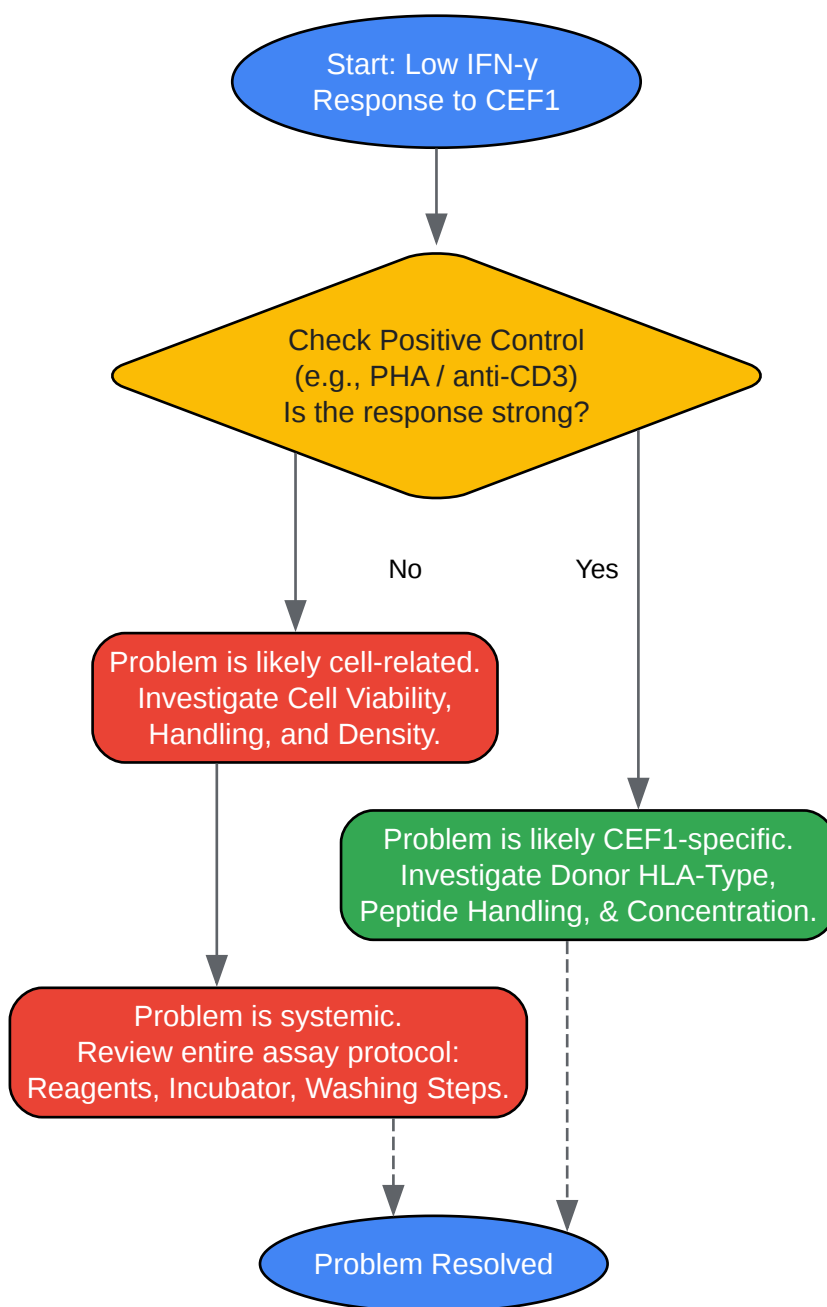 Start: Low IFN-γ
Response to CEF1
Check Positive Control
(e.g., PHA / anti-CD3)
Is the response strong?
No
Yes
Problem is likely cell-related.
Investigate Cell Viability,
Handling, and Density.
Problem is likely CEF1-specific.
Investigate Donor HLA-Type,
Peptide Handling, & Concentration.
Problem is systemic.
Review entire assay protocol:
Reagents, Incubator, Washing Steps.
Problem Resolved